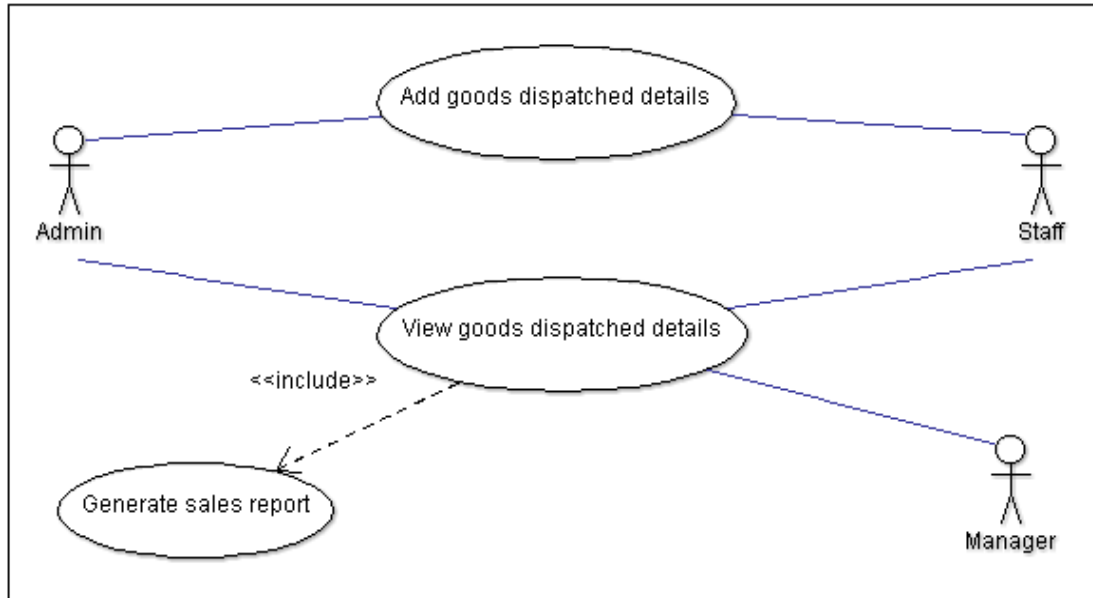 Add goods dispatched details
Admin
Staff
View goods dispatched details
<<include>>
Generate sales report
Manager